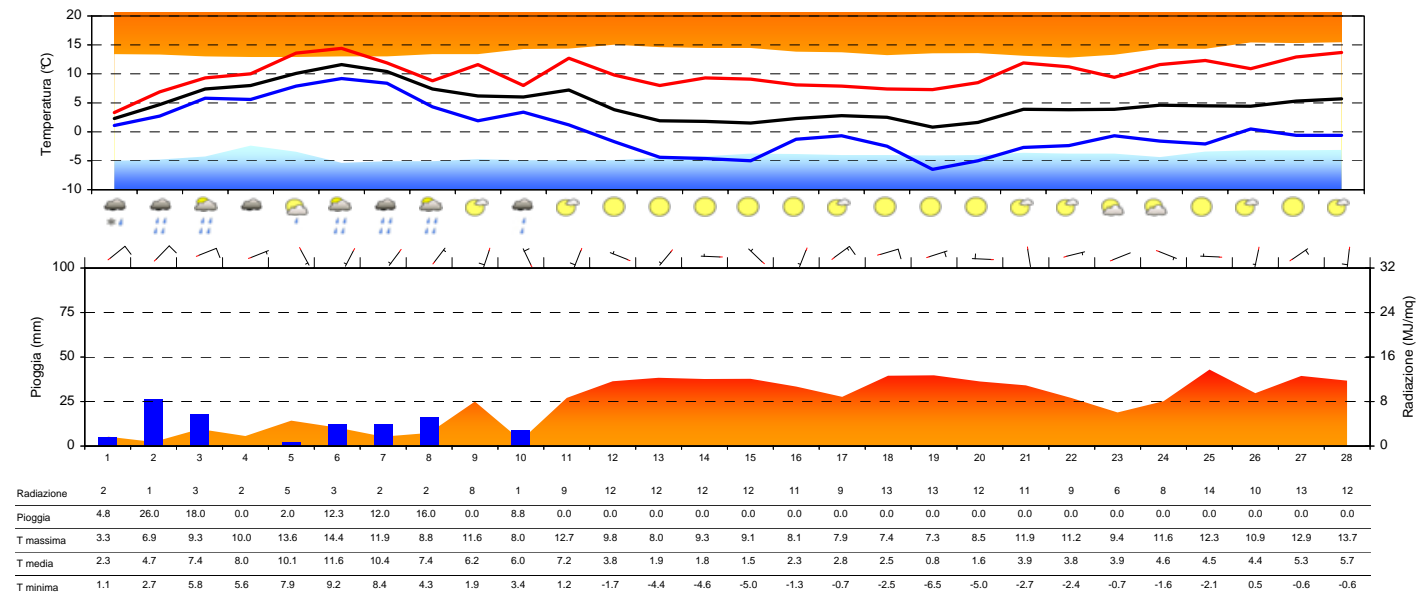 Temperatura (°C)
20
15
10
5
0
-5
-10
Pioggia (mm)
100
75
50
25
0
Radiazione (MJ/mq)
32
24
16
8
0
1 2 3 4 5 6 7 8 9 10 11 12 13 14 15 16 17 18 19 20 21 22 23 24 25 26 27 28
Radiazione 2 1 3 2 5 3 2 2 8 1 9 12 12 12 12 11 9 13 13 12 11 9 6 8 14 10 13 12
Pioggia 4.8 26.0 18.0 0.0 2.0 12.3 12.0 16.0 0.0 8.8 0.0 0.0 0.0 0.0 0.0 0.0 0.0 0.0 0.0 0.0 0.0 0.0 0.0 0.0 0.0 0.0 0.0 0.0
T massima 3.3 6.9 9.3 10.0 13.6 14.4 11.9 8.8 11.6 8.0 12.7 9.8 8.0 9.3 9.1 8.1 7.9 7.4 7.3 8.5 11.9 11.2 9.4 11.6 12.3 10.9 12.9 13.7
T media 2.3 4.7 7.4 8.0 10.1 11.6 10.4 7.4 6.2 6.0 7.2 3.8 1.9 1.8 1.5 2.3 2.8 2.5 0.8 1.6 3.9 3.8 3.9 4.6 4.5 4.4 5.3 5.7
T minima 1.1 2.7 5.8 5.6 7.9 9.2 8.4 4.3 1.9 3.4 1.2 -1.7 -4.4 -4.6 -5.0 -1.3 -0.7 -2.5 -6.5 -5.0 -2.7 -2.4 -0.7 -1.6 -2.1 0.5 -0.6 -0.6